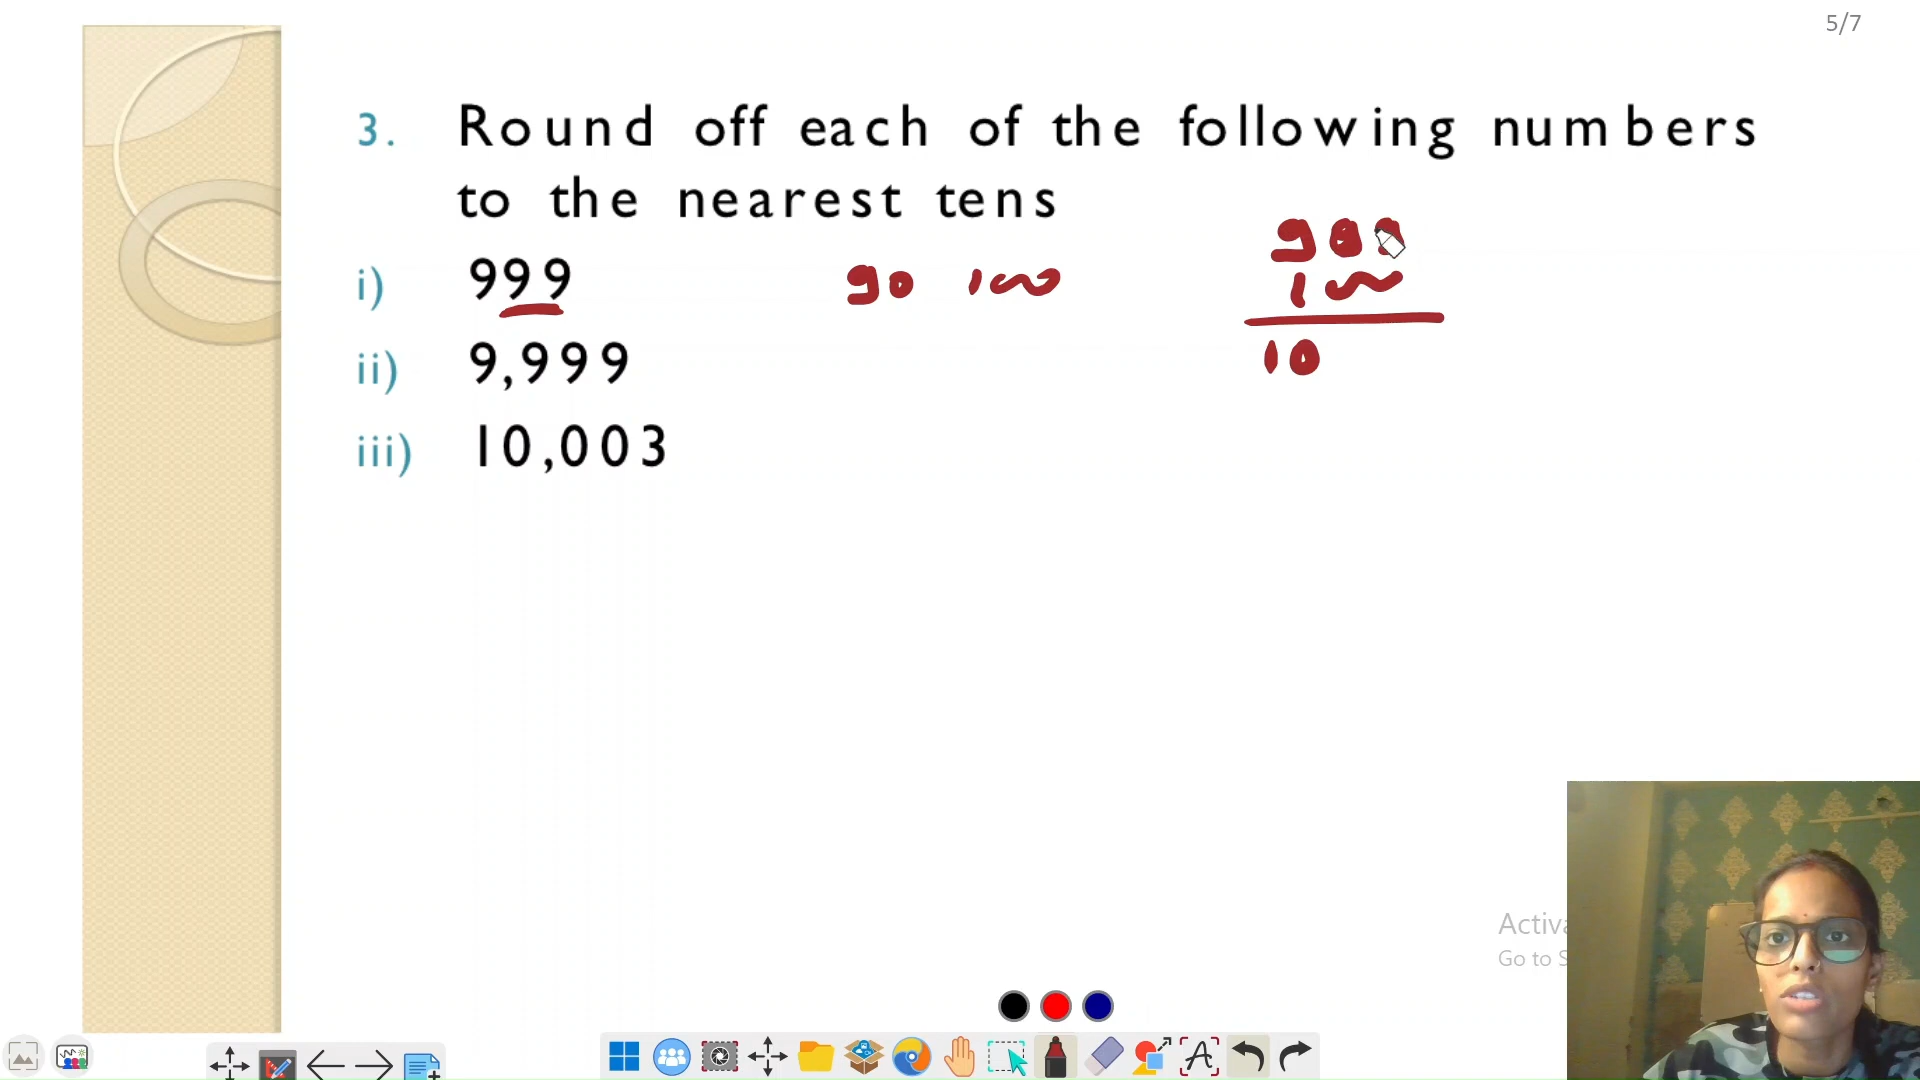 5/7
3. Round off each of the following numbers
to the nearest tens
i) 999
90 100
900
100
10
ii) 9,999
iii) 10,003
Activa
Go to S